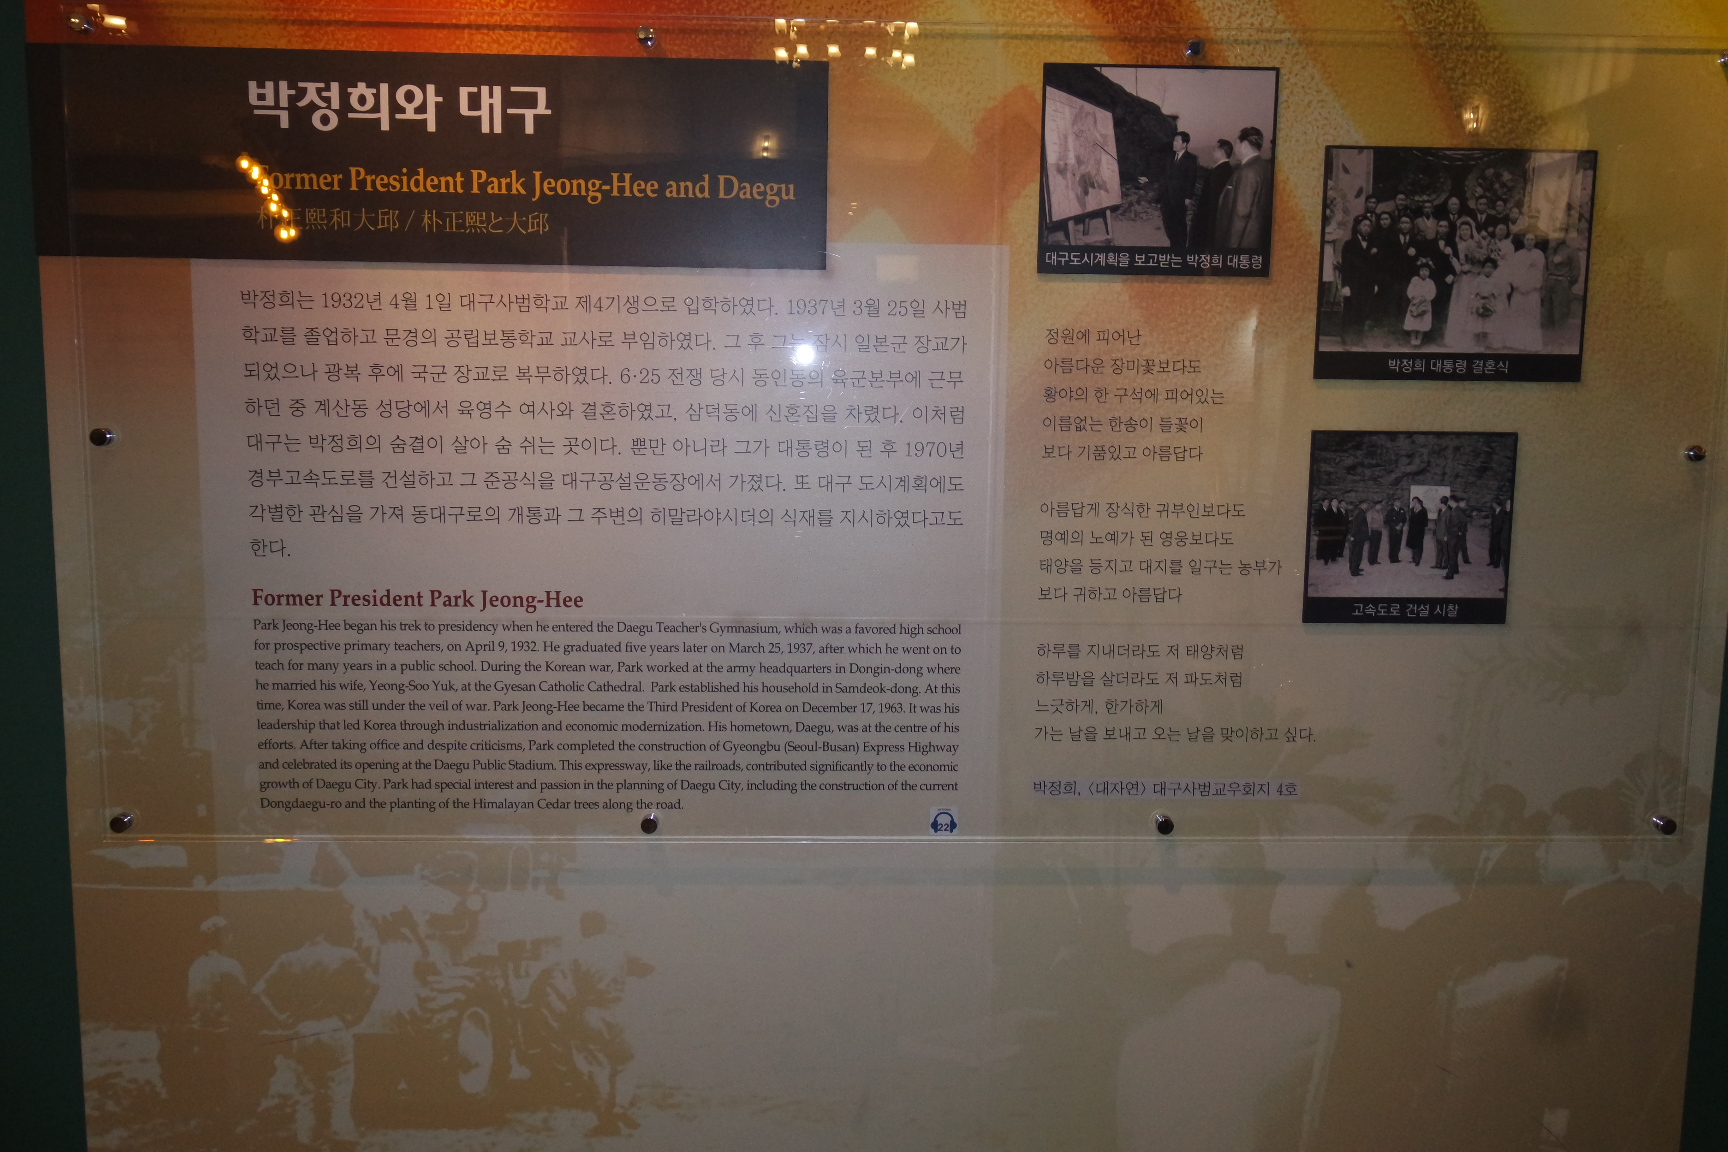 박정희와 대구
Former President Park Jeong-Hee and Daegu
朴正熙和大邱 / 朴正熙と大邱
박정희는 1932년 4월 1일 대구사범학교 제4기생으로 입학하였다. 1937년 3월 25일 사범
학교를 졸업하고 문경의 공립보통학교 교사로 부임하였다. 그 후 그는 잠시 일본군 장교가
되었으나 광복 후에 국군 장교로 복무하였다. 6·25 전쟁 당시 동인동의 육군본부에 근무
하던 중 계산동 성당에서 육영수 여사와 결혼하였고, 삼덕동에 신혼집을 차렸다. 이처럼
대구는 박정희의 숨결이 살아 숨 쉬는 곳이다. 뿐만 아니라 그가 대통령이 된 후 1970년
경부고속도로를 건설하고 그 준공식을 대구공설운동장에서 가졌다. 또 대구 도시계획에도
각별한 관심을 가져 동대구로의 개통과 그 주변의 히말라야시더의 식재를 지시하였다고도
한다.
Former President Park Jeong-Hee
Park Jeong-Hee began his trek to presidency when he entered the Daegu Teacher's Gymnasium, which was a favored high school
for prospective primary teachers, on April 9, 1932. He graduated five years later on March 25, 1937, after which he went on to
teach for many years in a public school. During the Korean war, Park worked at the army headquarters in Dongin-dong where
he married his wife, Yeong-Soo Yuk, at the Gyesan Catholic Cathedral. Park established his household in Samdeok-dong. At this
time, Korea was still under the veil of war. Park Jeong-Hee became the Third President of Korea on December 17, 1963. It was his
leadership that led Korea through industrialization and economic modernization. His hometown, Daegu, was at the centre of his
efforts. After taking office and despite criticisms, Park completed the construction of Gyeongbu (Seoul-Busan) Express Highway
and celebrated its opening at the Daegu Public Stadium. This expressway, like the railroads, contributed significantly to the economic
growth of Daegu City. Park had special interest and passion in the planning of Daegu City, including the construction of the current
Dongdaegu-ro and the planting of the Himalayan Cedar trees along the road.
22
대구도시계획을 보고받는 박정희 대통령
박정희 대통령 결혼식
고속도로 건설 시찰
정원에 피어난
아름다운 장미꽃보다도
황야의 한 구석에 피어있는
이름없는 한송이 들꽃이
보다 기품있고 아름답다
아름답게 장식한 귀부인보다도
명예의 노예가 된 영웅보다도
태양을 등지고 대지를 일구는 농부가
보다 귀하고 아름답다
하루를 지내더라도 저 태양처럼
하루밤을 살더라도 저 파도처럼
느긋하게, 한가하게
가는 날을 보내고 오는 날을 맞이하고 싶다.
박정희, 〈대자연〉 대구사범교우회지 4호